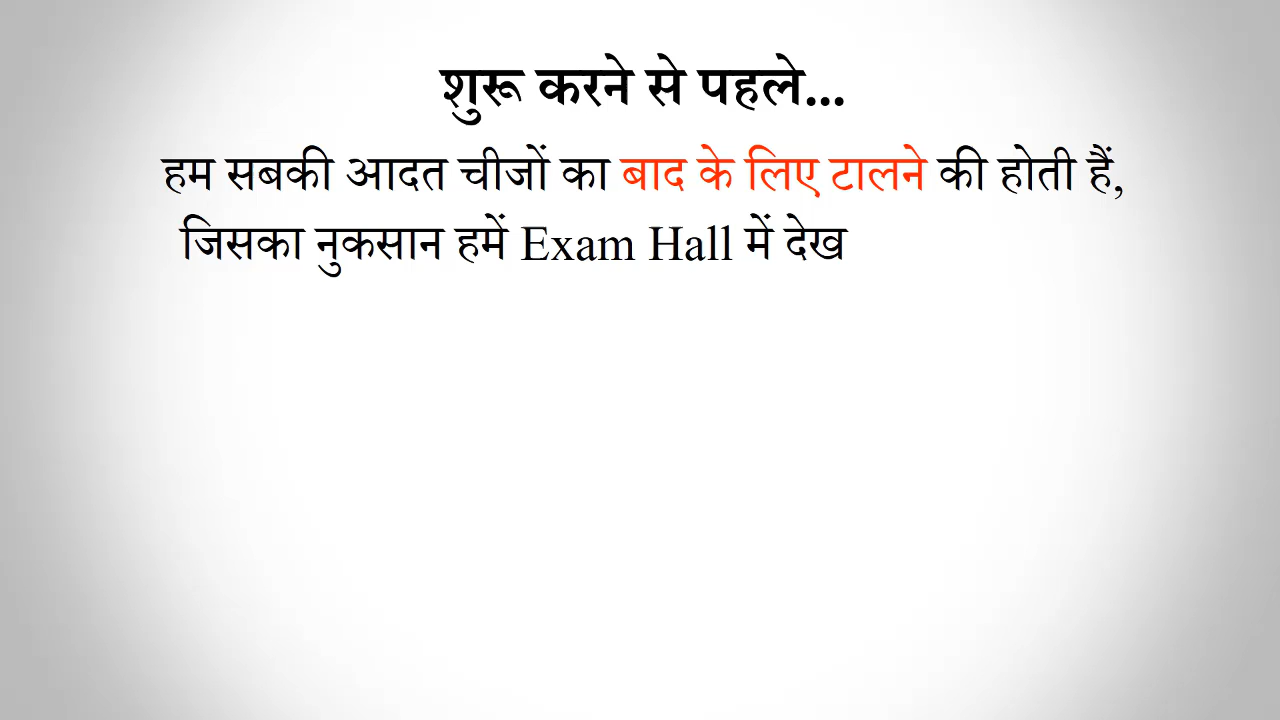 शुरू करने से पहले...
हम सबकी आदत चीजों का बाद के लिए टालने की होती हैं,
जिसका नुकसान हमें Exam Hall में देख